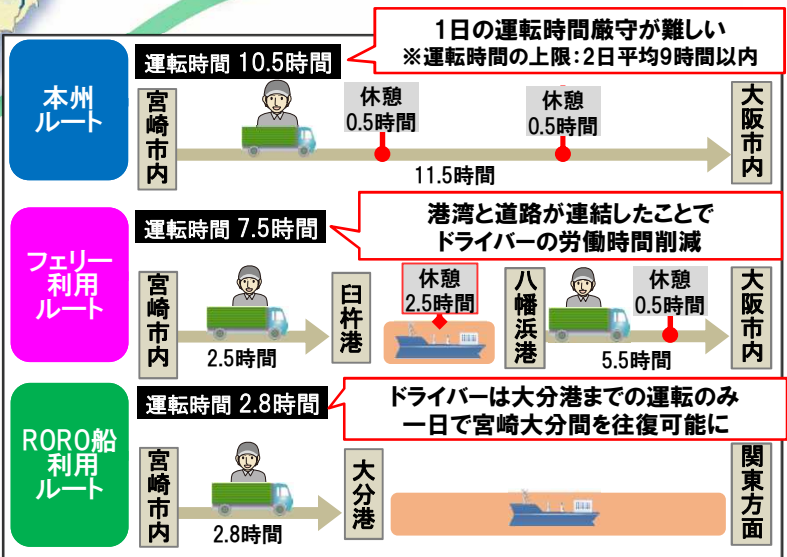 1日の運転時間厳守が難しい
※運転時間の上限：2日平均9時間以内
本州
ルート
運転時間 10.5時間
宮崎市内
休憩
0.5時間
休憩
0.5時間
大阪市内
11.5時間
港湾と道路が連結したことで
ドライバーの労働時間削減
フェリー
利用
ルート
運転時間 7.5時間
宮崎市内
2.5時間
臼杵港
休憩
2.5時間
八幡浜港
休憩
0.5時間
5.5時間
大阪市内
ドライバーは大分港までの運転のみ
一日で宮崎大分間を往復可能に
RORO船
利用
ルート
運転時間 2.8時間
宮崎市内
2.8時間
大分港
関東方面